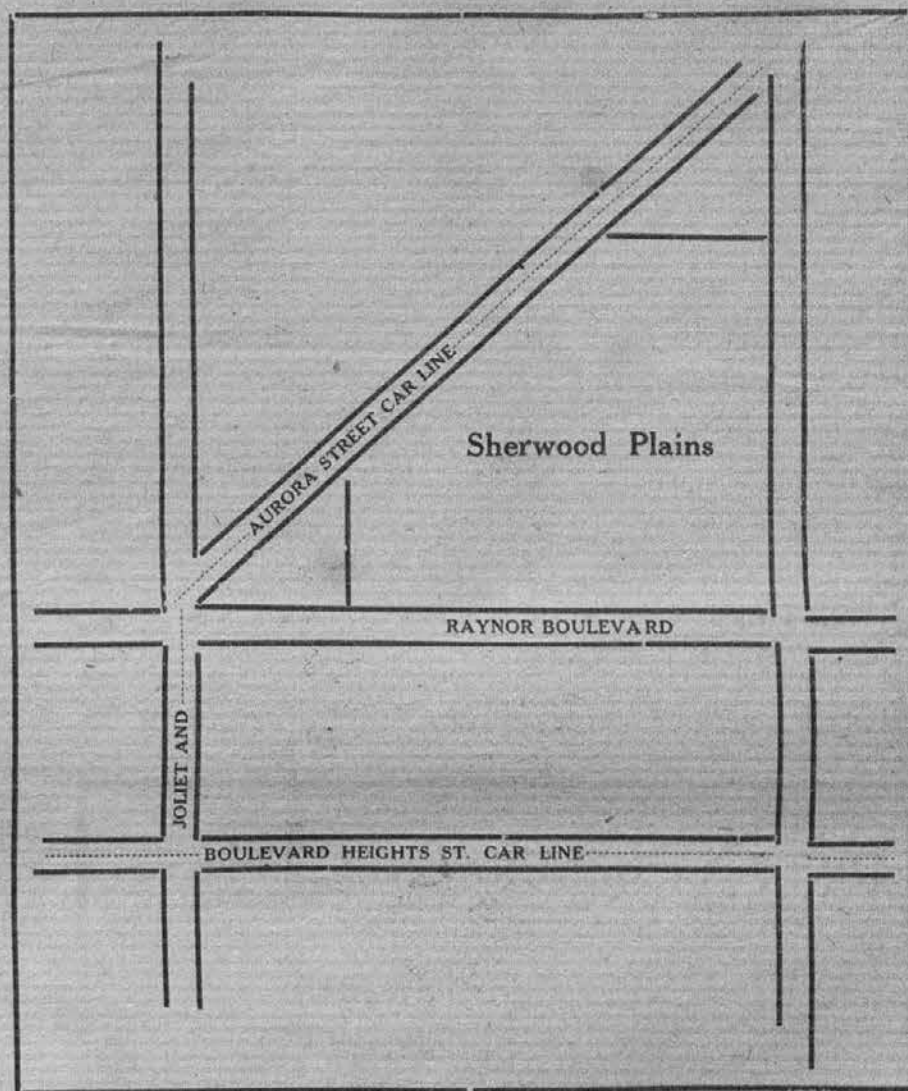 AURORA STREET CAR LINE
Sherwood Plains
RAYNOR BOULEVARD
JOLIET AND
BOULEVARD HEIGHTS ST. CAR LINE